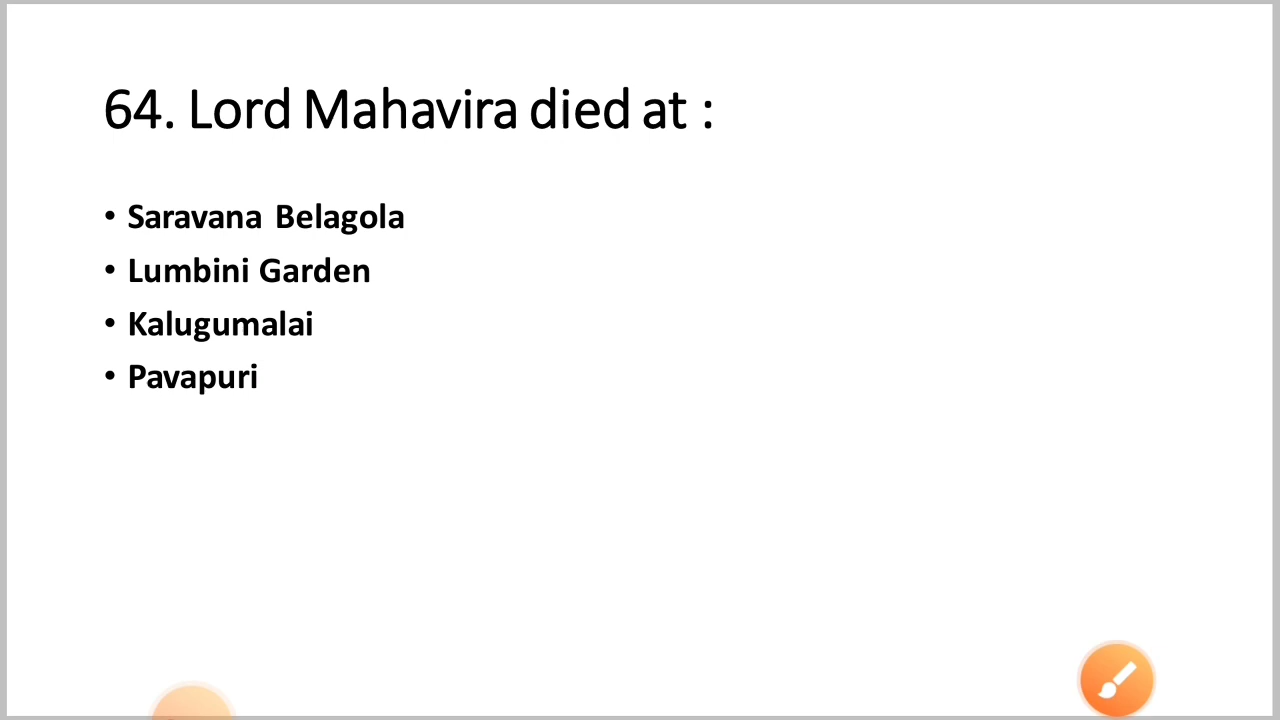 64. Lord Mahavira died at :
• Saravana Belagola
• Lumbini Garden
• Kalugumalai
• Pavapuri